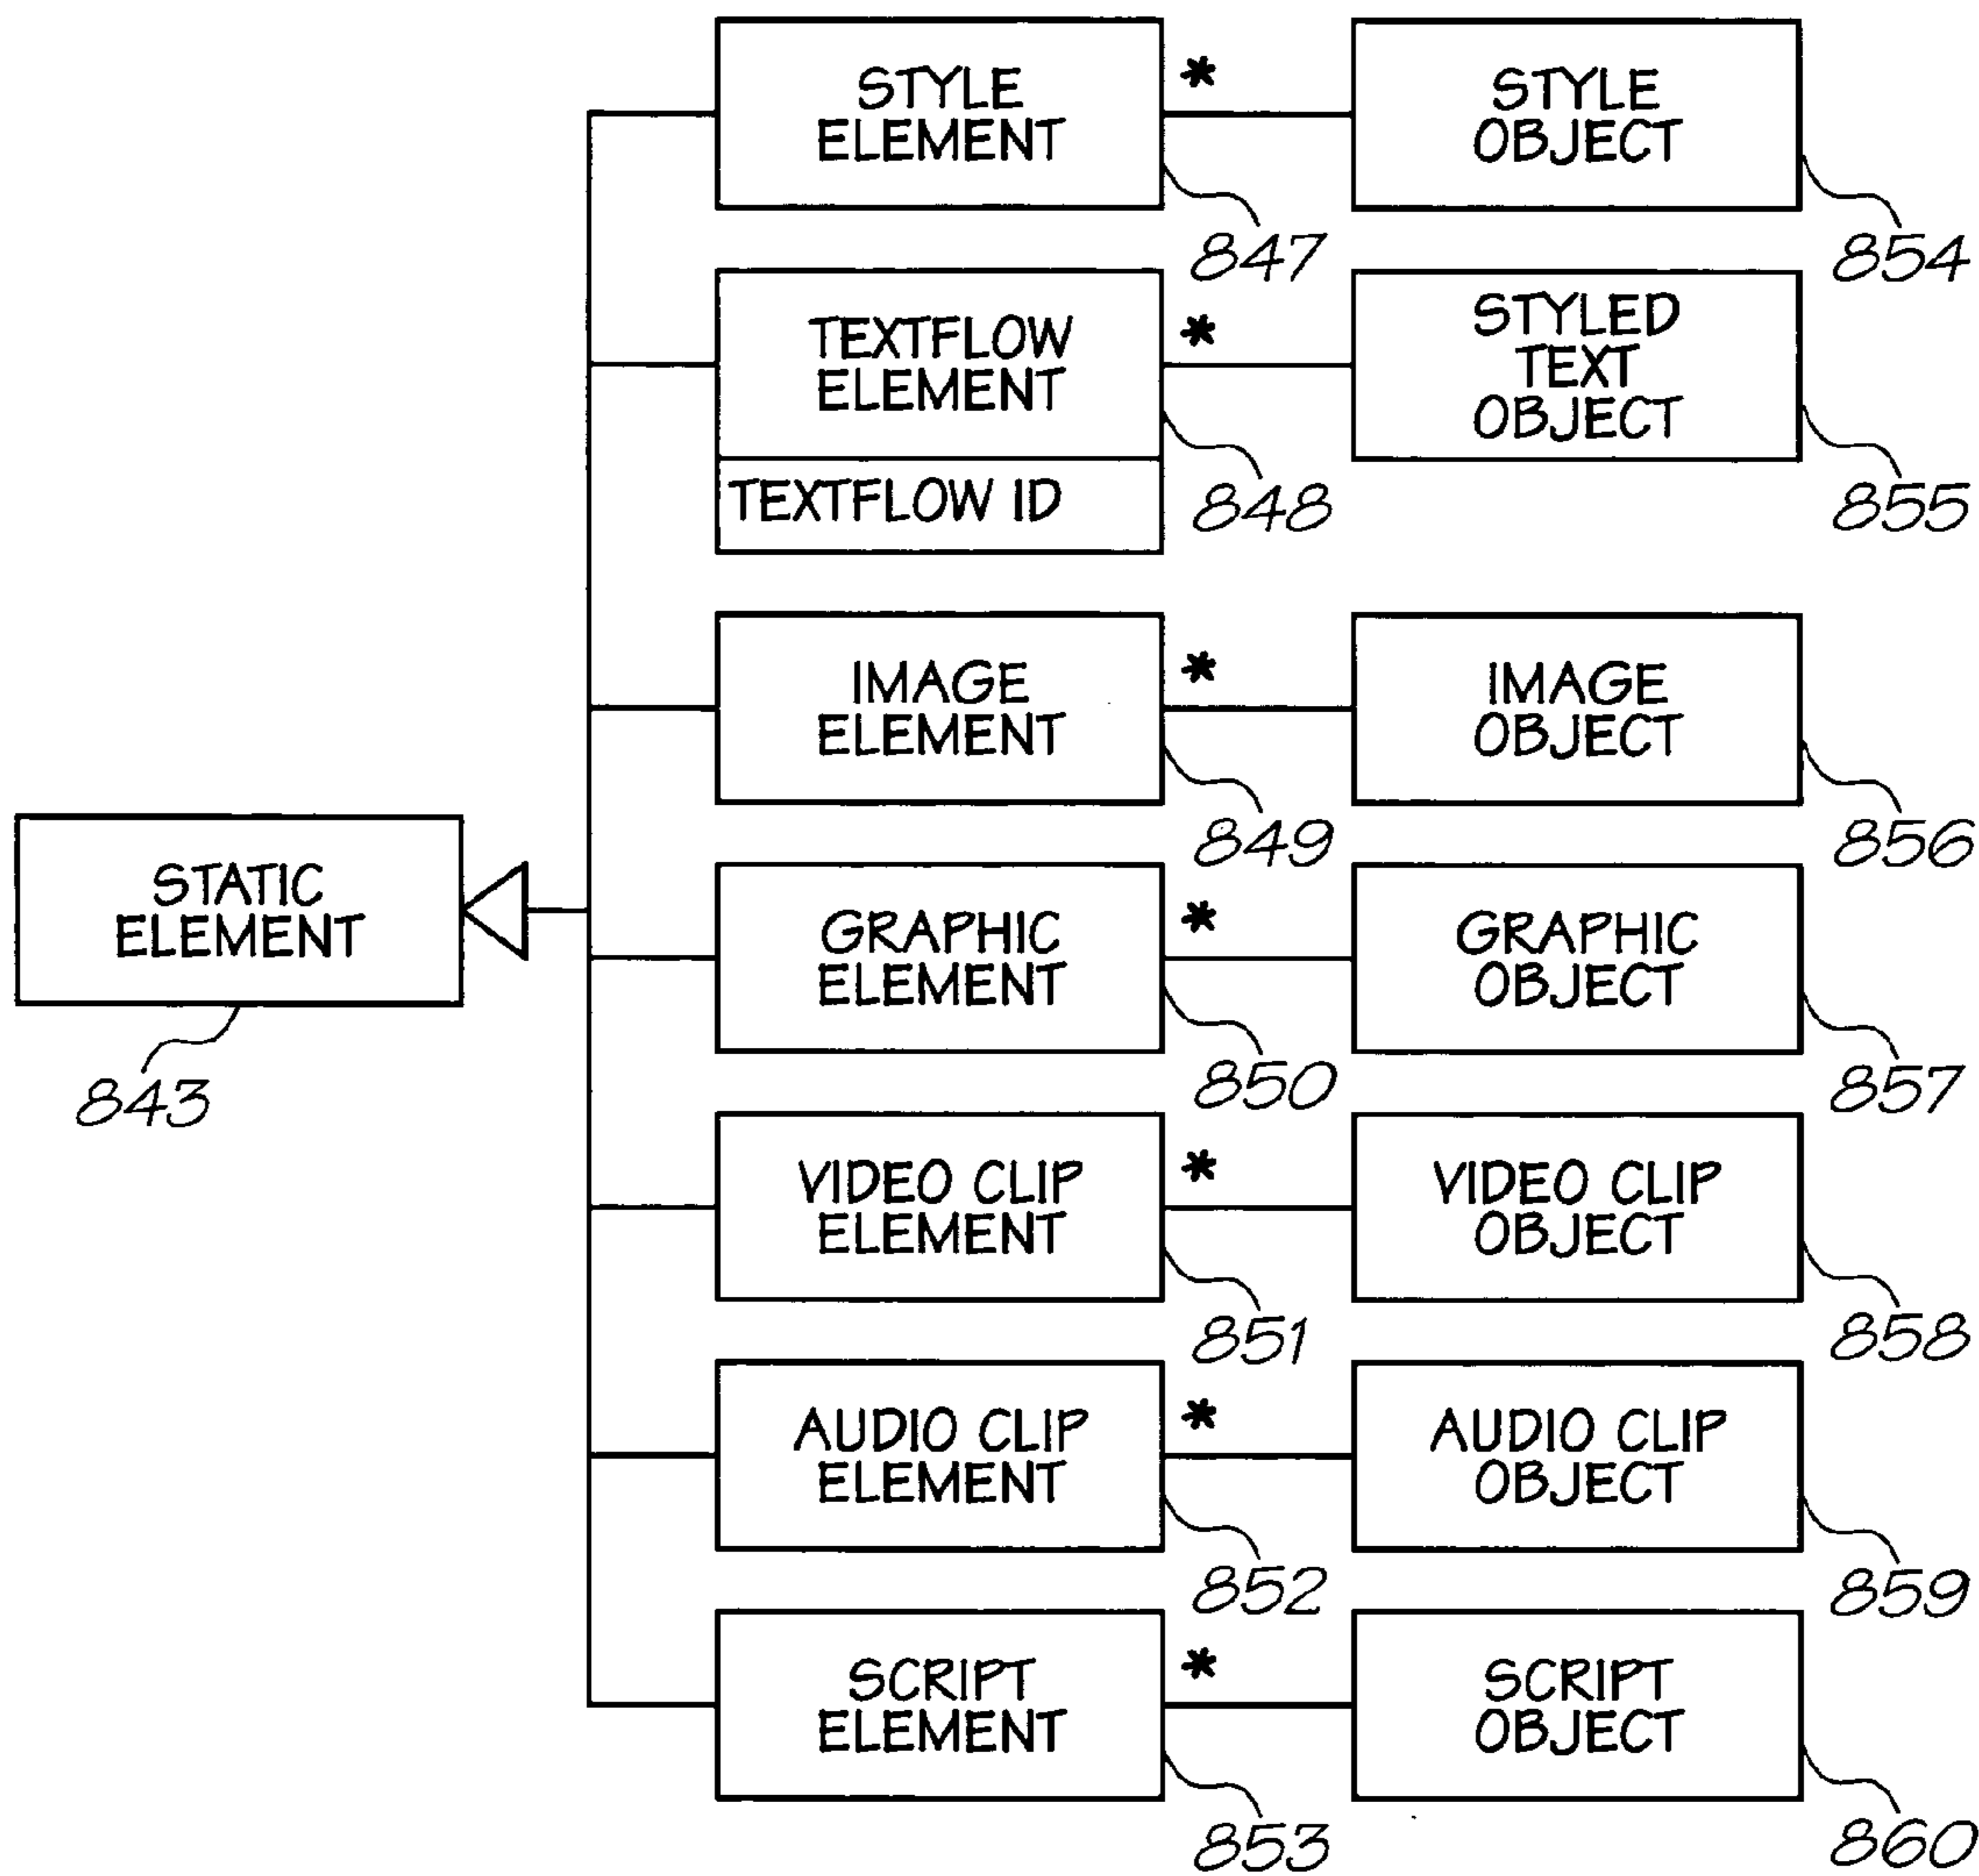 STYLE
ELEMENT
*
STYLE
OBJECT
847
854
TEXTFLOW
ELEMENT
TEXTFLOW ID
*
STYLED
TEXT
OBJECT
848
855
IMAGE
ELEMENT
*
IMAGE
OBJECT
849
856
STATIC
ELEMENT
843
GRAPHIC
ELEMENT
*
GRAPHIC
OBJECT
850
857
VIDEO CLIP
ELEMENT
*
VIDEO CLIP
OBJECT
851
858
AUDIO CLIP
ELEMENT
*
AUDIO CLIP
OBJECT
852
859
SCRIPT
ELEMENT
*
SCRIPT
OBJECT
853
860